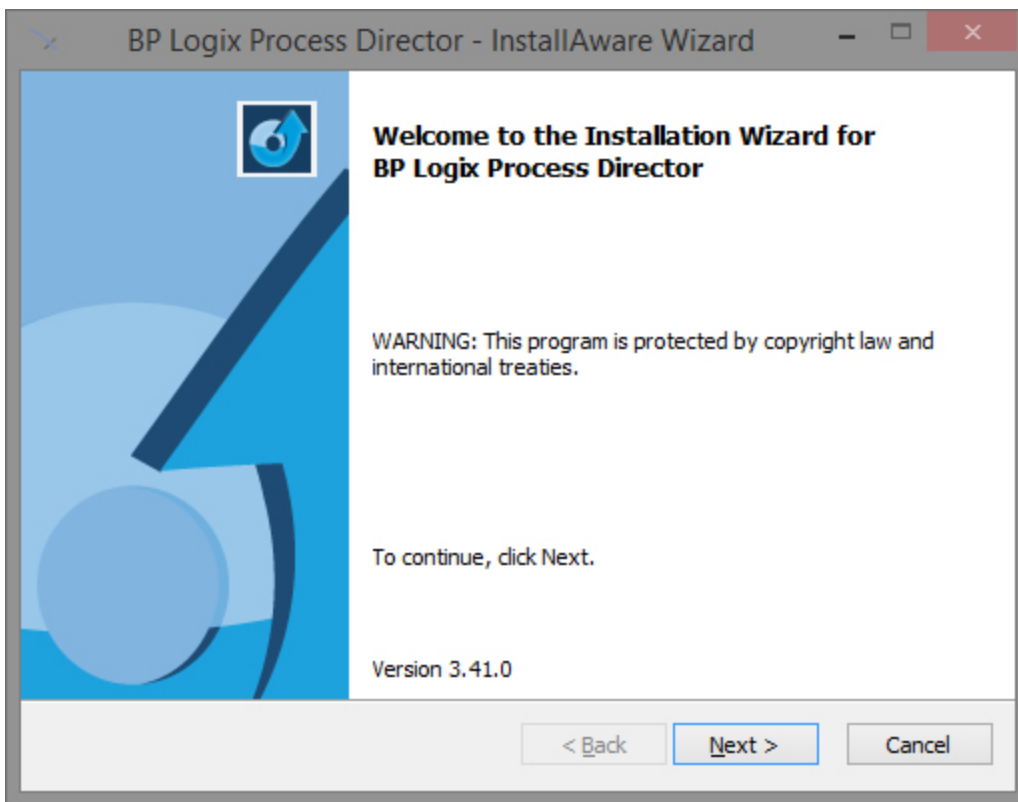 BP Logix Process Director - InstallAware Wizard
Welcome to the Installation Wizard for
BP Logix Process Director
WARNING: This program is protected by copyright law and
international treaties.
To continue, click Next.
Version 3.41.0
< Back
Next >
Cancel